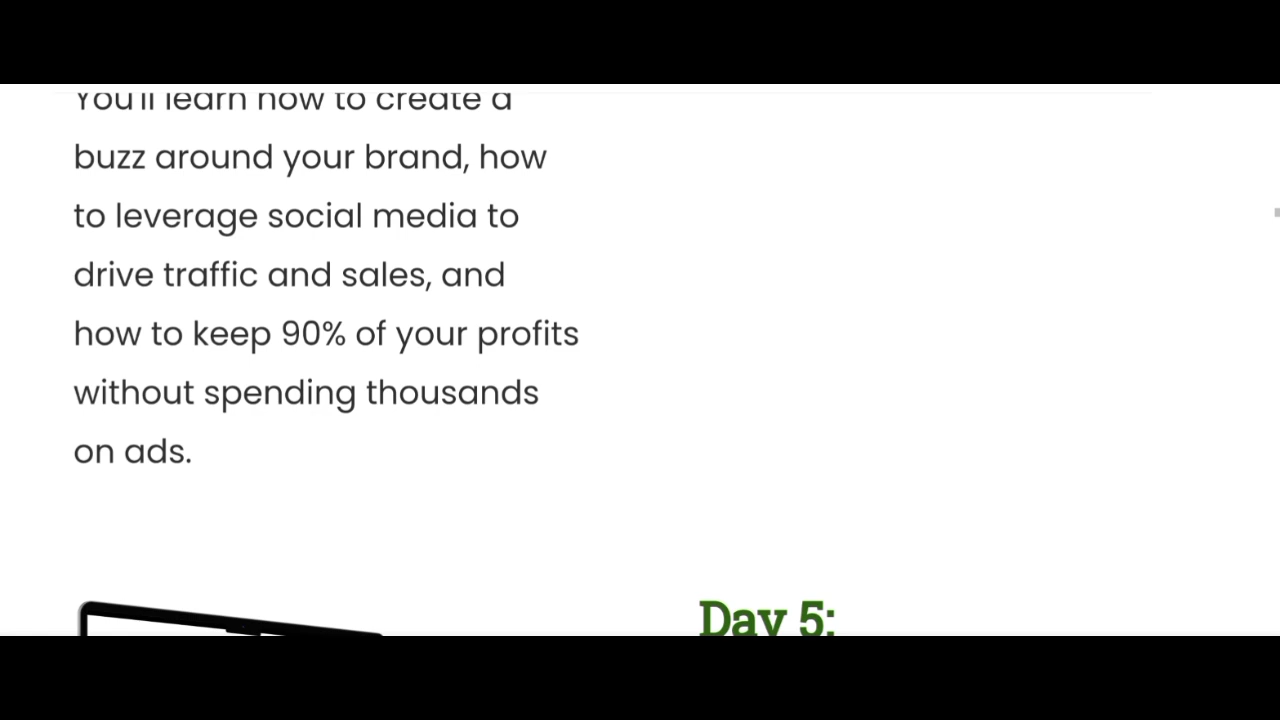 You'll learn how to create a
buzz around your brand, how
to leverage social media to
drive traffic and sales, and
how to keep 90% of your profits
without spending thousands
on ads.
Day 5: